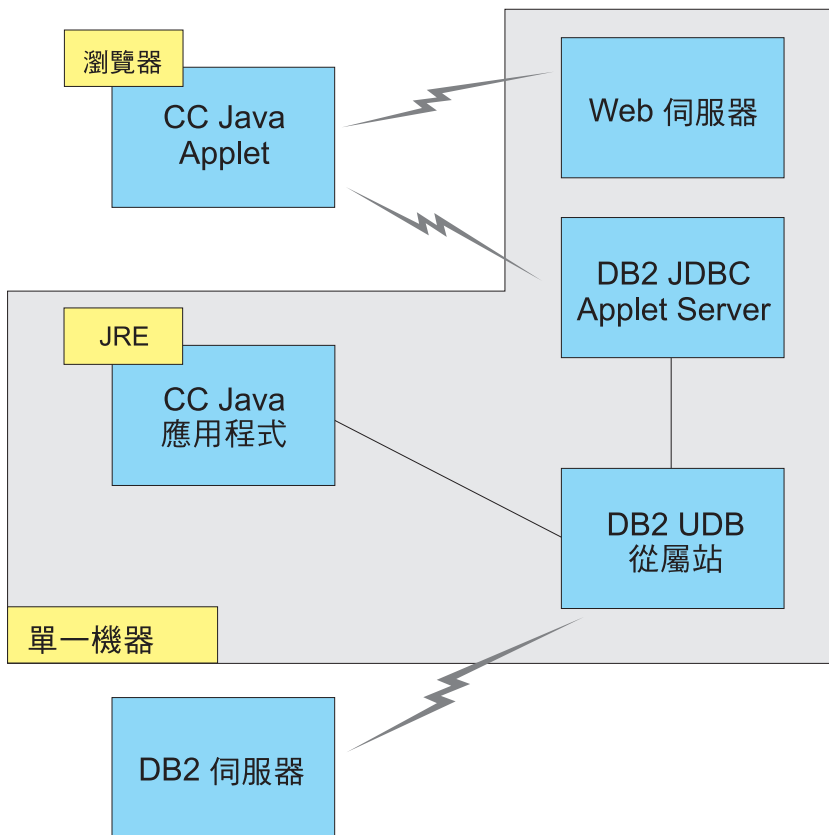 瀏覽器
CC Java
Applet
Web 伺服器
DB2 JDBC
Applet Server
JRE
CC Java
應用程式
DB2 UDB
從屬站
單一機器
DB2 伺服器